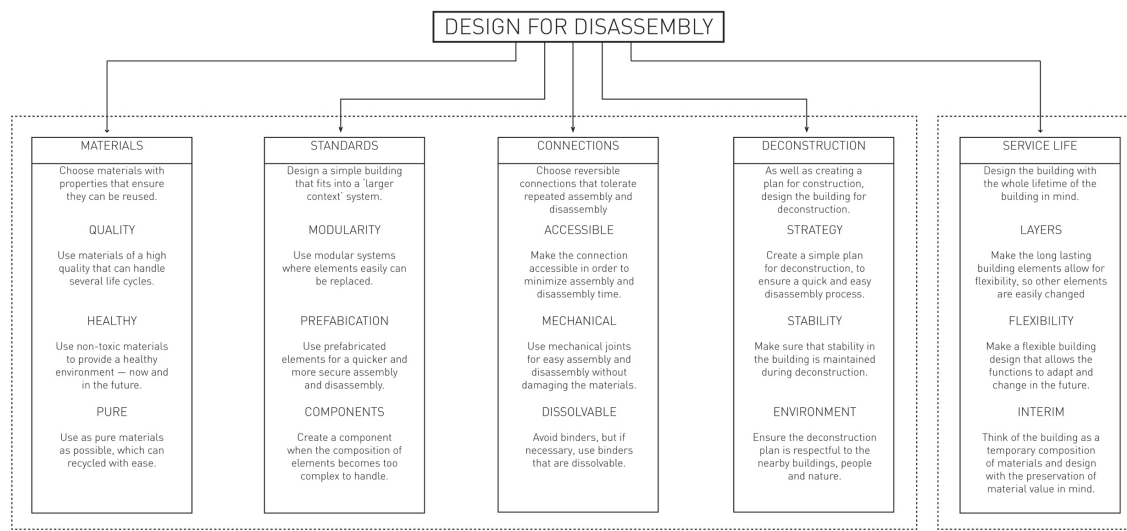 DESIGN FOR DISASSEMBLY
MATERIALS
Choose materials with
properties that ensure
they can be reused.
QUALITY
Use materials of a high
quality that can handle
several life cycles.
HEALTHY
Use non-toxic materials
to provide a healthy
environment — now and
in the future.
PURE
Use as pure materials
as possible, which can
recycled with ease.
STANDARDS
Design a simple building
that fits into a 'larger
context' system.
MODULARITY
Use modular systems
where elements easily can
be replaced.
PREFABICATION
Use prefabricated
elements for a quicker and
more secure assembly
and disassembly.
COMPONENTS
Create a component
when the composition of
elements becomes too
complex to handle.
CONNECTIONS
Choose reversible
connections that tolerate
repeated assembly and
disassembly
ACCESSIBLE
Make the connection
accessible in order to
minimize assembly and
disassembly time.
MECHANICAL
Use mechanical joints
for easy assembly and
disassembly without
damaging the materials.
DISSOLVABLE
Avoid binders, but if
necessary, use binders
that are dissolvable.
DECONSTRUCTION
As well as creating a
plan for construction,
design the building for
deconstruction.
STRATEGY
Create a simple plan
for deconstruction, to
ensure a quick and easy
disassembly process.
STABILITY
Make sure that stability in
the building is maintained
during deconstruction.
ENVIRONMENT
Ensure the deconstruction
plan is respectful to the
nearby buildings, people
and nature.
SERVICE LIFE
Design the building with
the whole lifetime of the
building in mind.
LAYERS
Make the long lasting
building elements allow for
flexibility, so other elements
are easily changed
FLEXIBILITY
Make a flexible building
design that allows the
functions to adapt and
change in the future.
INTERIM
Think of the building as a
temporary composition
of materials and design
with the preservation of
material value in mind.